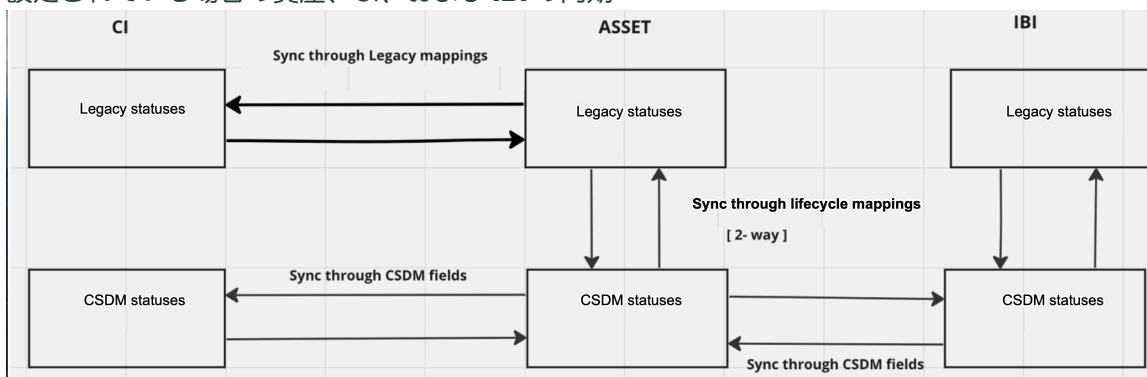 CI
ASSET
IBI
Sync through Legacy mappings
Legacy statuses
Legacy statuses
Legacy statuses
Sync through lifecycle mappings
[ 2- way ]
Sync through CSDM fields
CSDM statuses
CSDM statuses
CSDM statuses
Sync through CSDM fields